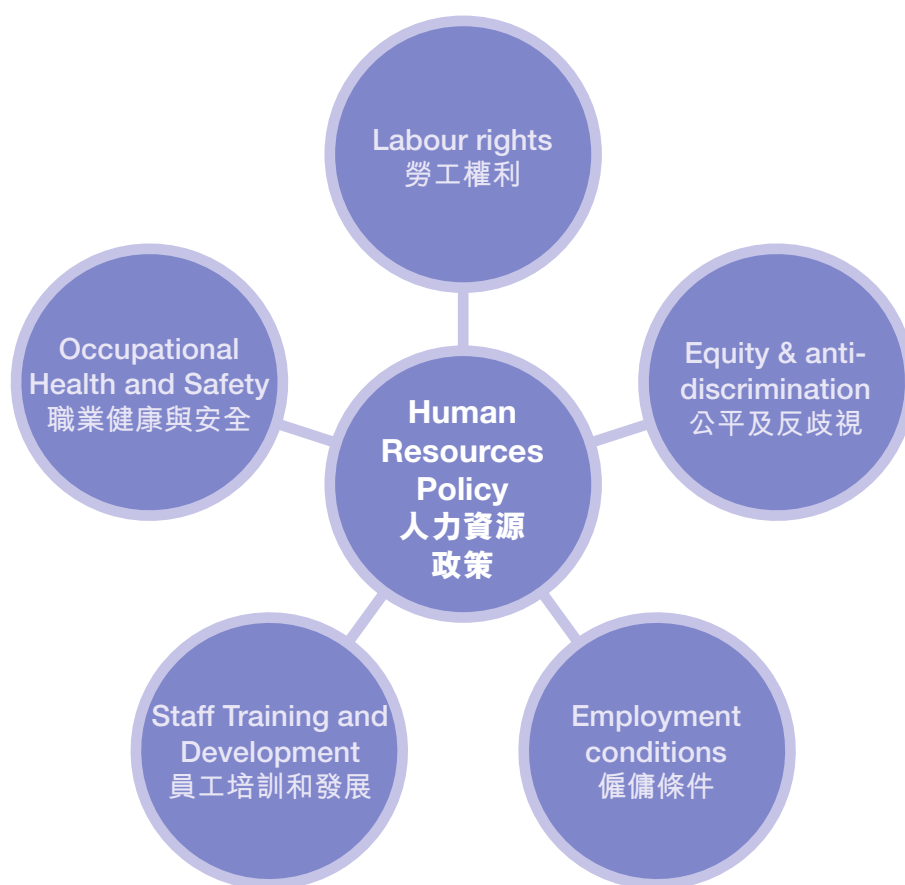 Labour rights
勞工權利
Occupational
Health and Safety
職業健康與安全
Equity & anti-
discrimination
公平及反歧視
Human
Resources
Policy
人力資源
政策
Staff Training and
Development
員工培訓和發展
Employment
conditions
僱傭條件